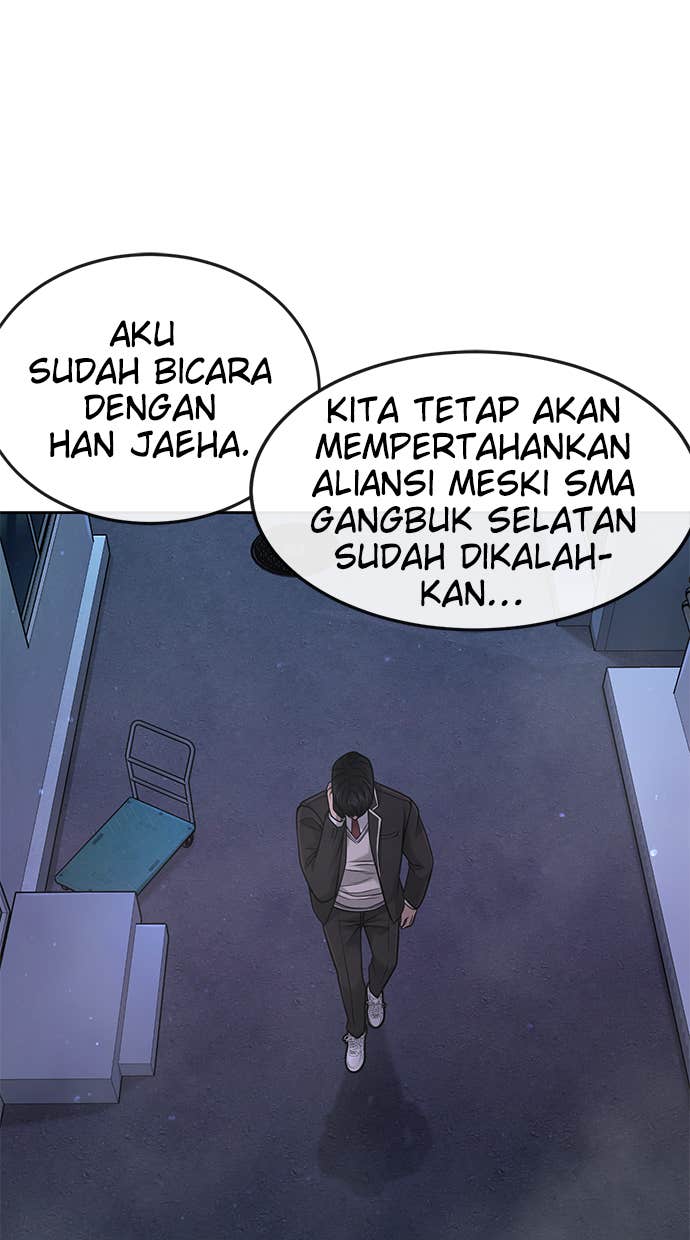 AKU
SUDAH BICARA
DENGAN
HAN JAEHA.
KITA TETAP AKAN
MEMPERTAHANKAN
ALIANSI MESKI SMA
GANGBUK SELATAN
SUDAH DIKALAH-
KAN...